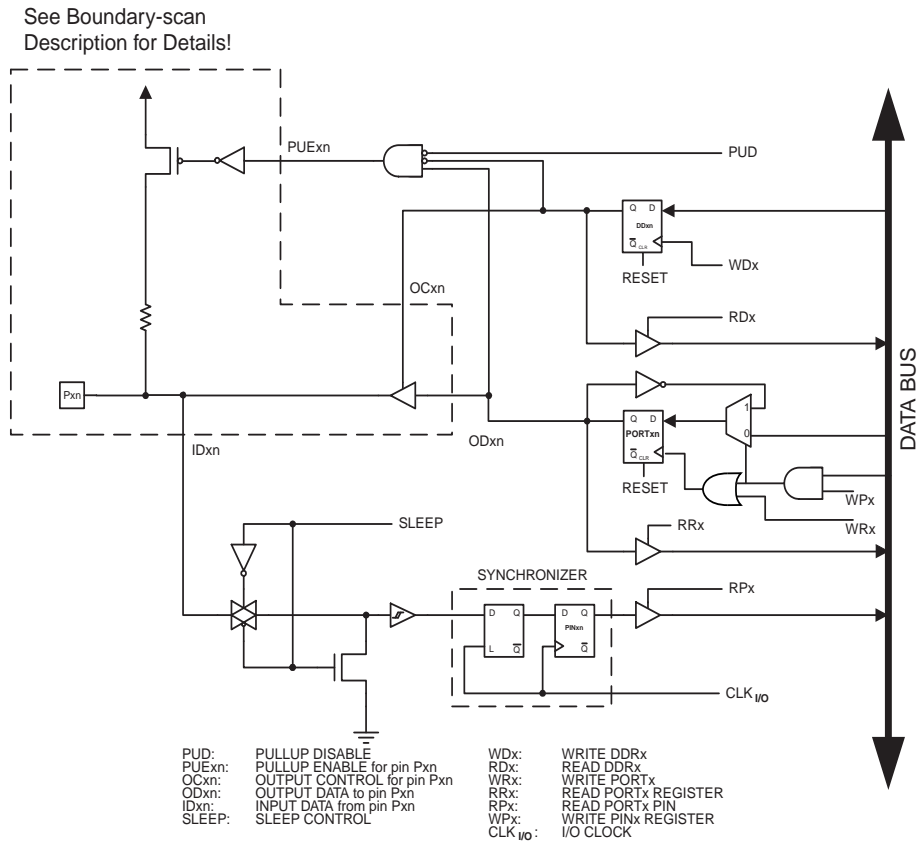 See Boundary-scan
Description for Details!
PUExn
PUD
Q D
DDxn
Q CLR
RESET
WDx
OCxn
RDx
Pxn
ODxn
IDxn
1
0
Q D
PORTxn
Q CLR
RESET
WPx
WRx
RRx
SLEEP
SYNCHRONIZER
RPx
D Q
L Q
D Q
PINxn
Q
CLK I/O
DATA BUS
PUD: PULLUP DISABLE
PUExn: PULLUP ENABLE for pin Pxn
OCxn: OUTPUT CONTROL for pin Pxn
ODxn: OUTPUT DATA to pin Pxn
IDxn: INPUT DATA from pin Pxn
SLEEP: SLEEP CONTROL
WDx: WRITE DDRx
RDx: READ DDRx
WRx: WRITE PORTx
RRx: READ PORTx REGISTER
RPx: READ PORTx PIN
WPx: WRITE PINx REGISTER
CLK I/O: I/O CLOCK